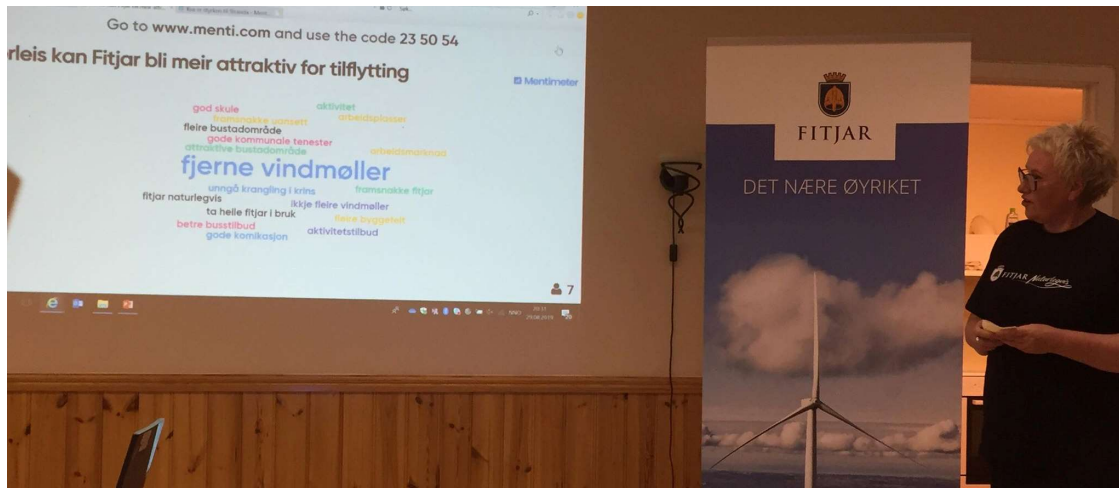 Go to www.menti.com and use the code 23 50 54
rleis kan Fitjar bli meir attraktiv for tilflytting
Mentimeter
god skule
aktivitet
framsnakke uansett
arbeidsplasser
fleire bustadområde
gode kommunale tenester
attraktive bustadområde
arbeidsmarknad
fjerne vindmøller
unngå krangling i krins
framsnakke fitjar
fitjar naturlegvis
ikkje fleire vindmøller
ta heile fitjar i bruk
fleire byggefelt
betre busstilbud
aktivitetstilbud
gode komikasjon
7
FITJAR
DET NÆRE ØYRIKET
FITJAR Naturlegvis